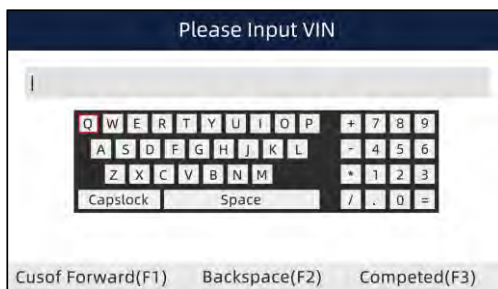 Please Input VIN
Q W E R T Y U I O P + 7 8 9
A S D F G H J K L - 4 5 6
Z X C V B N M * 1 2 3
Capslock Space / . 0 =
Cusof Forward(F1) Backspace(F2) Competed(F3)